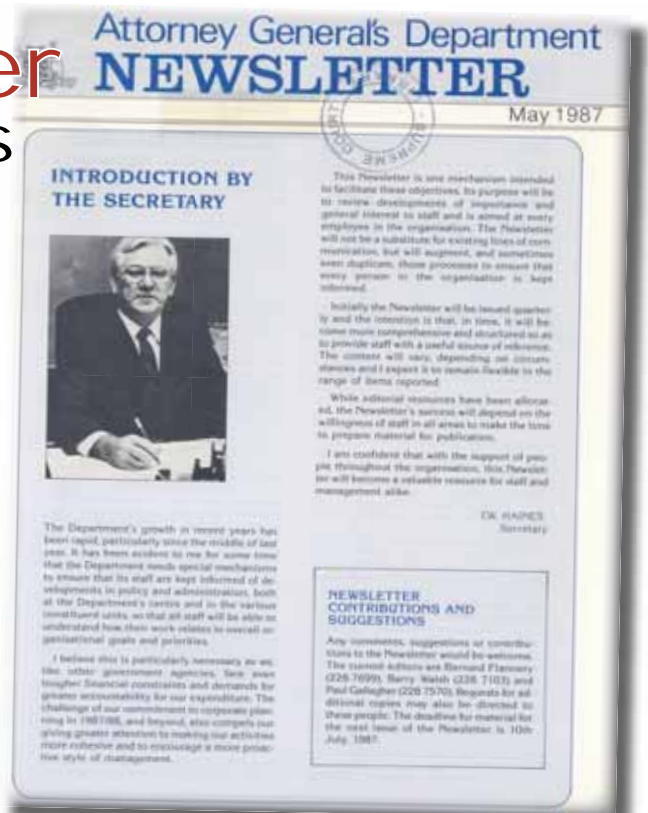 er
s
Attorney General's Department
NEWSLETTER
May 1987
SUPREME COURT
INTRODUCTION BY
THE SECRETARY
The Department's growth in recent years has
been rapid, particularly since the middle of last
year. It has been evident to me for some time
that the Department needs special mechanisms
to ensure that its staff are kept informed of de-
velopments in policy and administration, both
at the Department's centre and in the various
constituent units, so that all staff will be able to
understand how their work relates to overall or-
ganisational goals and priorities.
I believe this is particularly necessary as we,
like other government agencies, face even
tougher financial constraints and demands for
greater accountability for our expenditure. The
challenge of our commitment to corporate plan-
ning in 1987/88, and beyond, also compels our
giving greater attention to making our activities
more cohesive and to encourage a more proac-
tive style of management.
This Newsletter is one mechanism intended
to facilitate these objectives. Its purpose will be
to review developments of importance and
general interest to staff and is aimed at every
employee in the organisation. The Newsletter
will not be a substitute for existing lines of com-
munication, but will augment, and sometimes
even duplicate, those processes to ensure that
every person in the organisation is kept
informed.
Initially the Newsletter will be issued quarter-
ly and the intention is that, in time, it will be-
come more comprehensive and structured so as
to provide staff with a useful source of reference.
The content will vary, depending on circum-
stances and I expect it to remain flexible in the
range of items reported.
While editorial resources have been allocat-
ed, the Newsletter's success will depend on the
willingness of staff in all areas to make the time
to prepare material for publication.
I am confident that with the support of peo-
ple throughout the organisation, this Newslet-
ter will become a valuable resource for staff and
management alike.
HAINES
Secretary
NEWSLETTER
CONTRIBUTIONS AND
SUGGESTIONS
Any comments, suggestions or contribu-
tions to the Newsletter would be welcome.
The current editors are Bernard Flannery
(228 7699), Barry Walsh (228 7103) and
Paul Gallagher (228 7570). Requests for ad-
ditional copies may also be directed to
these people. The deadline for material for
the next issue of the Newsletter is 10th
July, 1987.